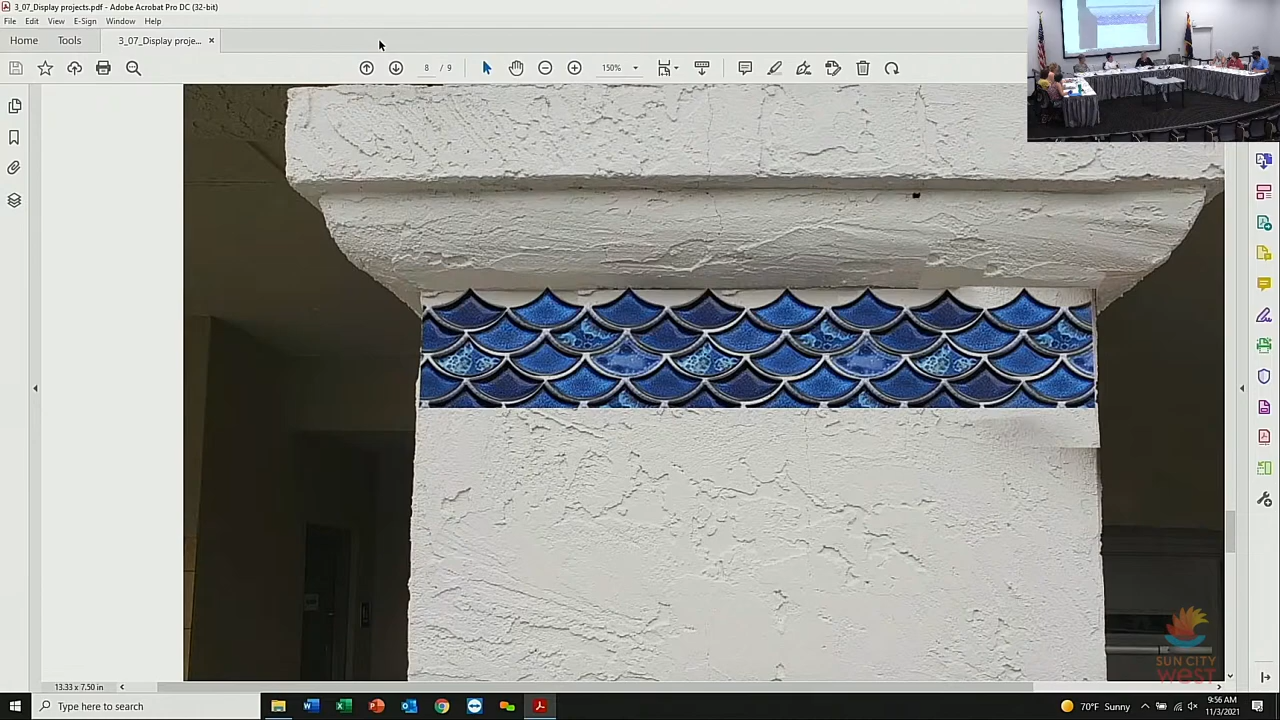 3_07_Display projects.pdf - Adobe Acrobat Pro DC (32-bit)
File Edit View E-Sign Window Help
Home Tools 3_07_Display proje... ×
8 9 150%
13.33 x 7.50 in
SUN CITY
west
Type here to search
70°F Sunny
9:56 AM
11/3/2021